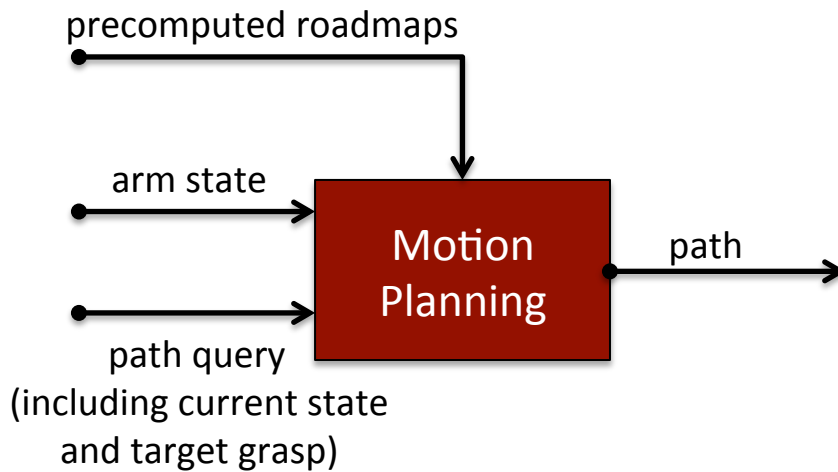 precomputed roadmaps
arm state
Motion
Planning
path
path query
(including current state
and target grasp)